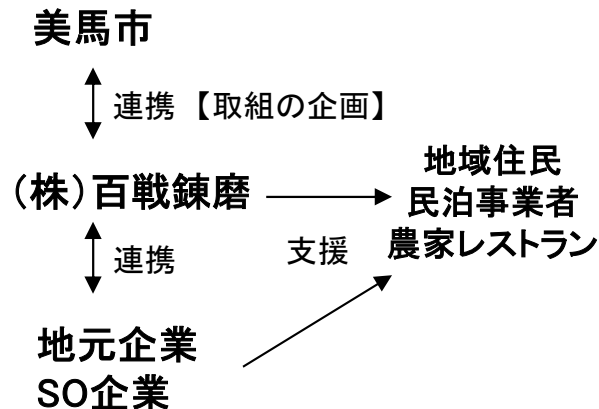 美馬市
連携【取組の企画】
(株)百戦錬磨
地域住民
民泊事業者
農家レストラン
連携
支援
地元企業
SO企業